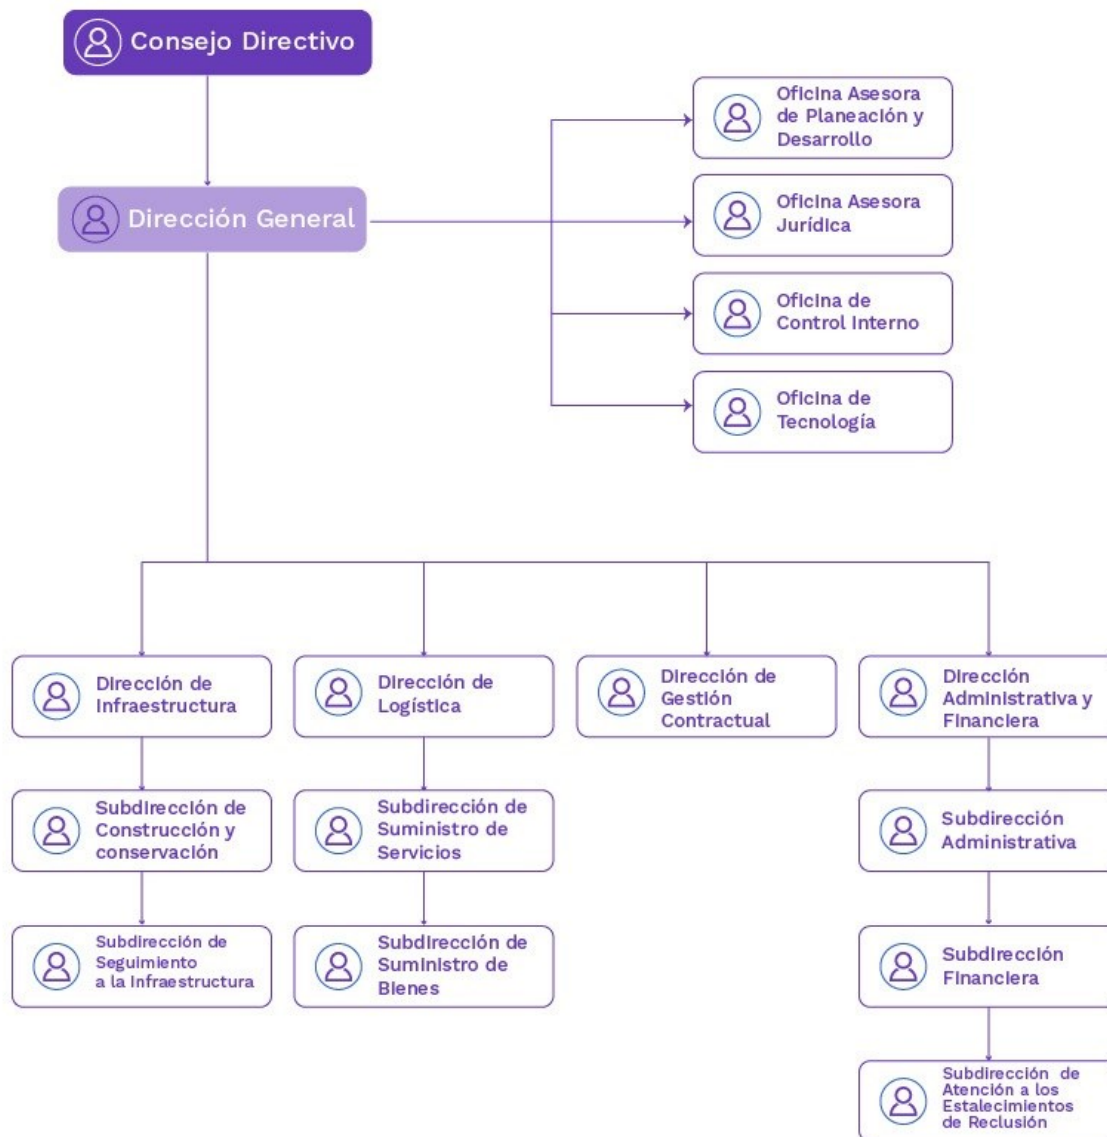 Consejo Directivo
Dirección General
Oficina Asesora
de Planeación y
Desarrollo
Oficina Asesora
Jurídica
Oficina de
Control Interno
Oficina de
Tecnología
Dirección de
Infraestructura
Subdirección de
Construcción y
conservación
Subdirección de
Seguimiento
a la Infraestructura
Dirección de
Logística
Subdirección de
Suministro de
Servicios
Subdirección de
Suministro de
Bienes
Dirección de
Gestión
Contractual
Dirección
Administrativa y
Financiera
Subdirección
Administrativa
Subdirección
Financiera
Subdirección de
Atención a los
Estalecimientos
de Reclusión